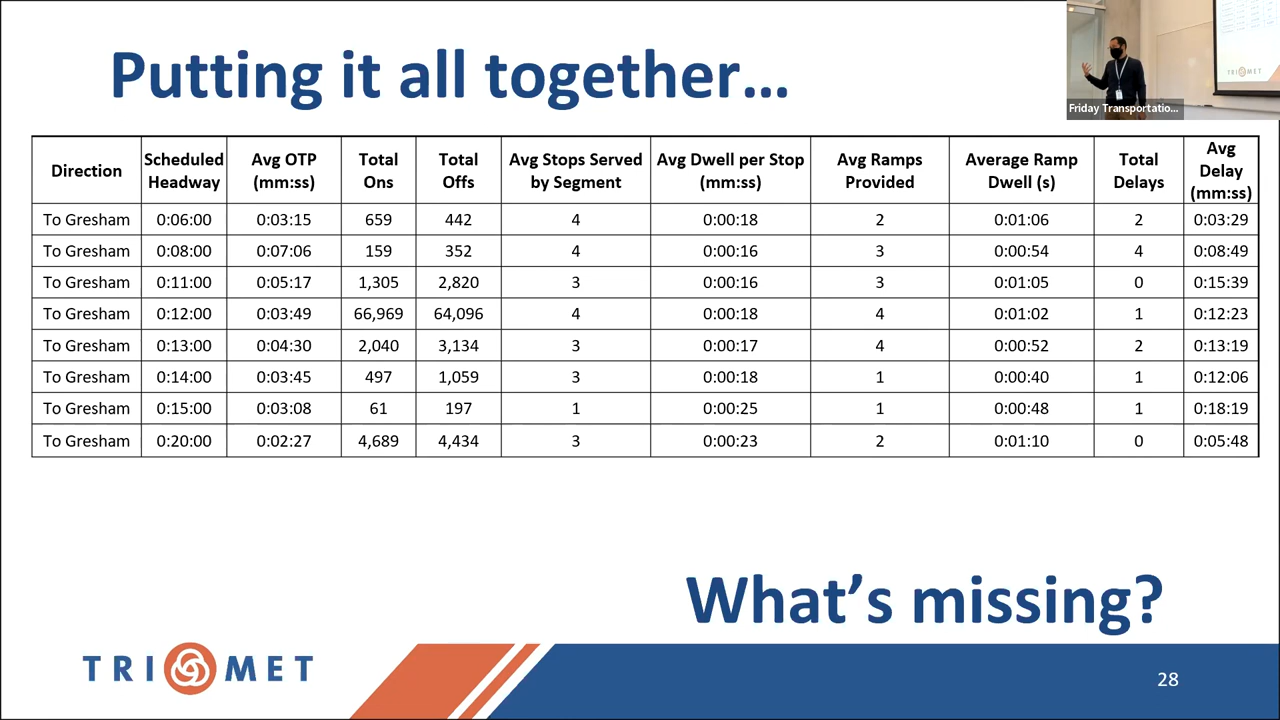 Putting it all together…
Friday Transportatio...
TRIMET
Direction Scheduled Headway Avg OTP (mm:ss) Total Ons Total Offs Avg Stops Served by Segment Avg Dwell per Stop (mm:ss) Avg Ramps Provided Average Ramp Dwell (s) Total Delays Avg Delay (mm:ss)
To Gresham 0:06:00 0:03:15 659 442 4 0:00:18 2 0:01:06 2 0:03:29
To Gresham 0:08:00 0:07:06 159 352 4 0:00:16 3 0:00:54 4 0:08:49
To Gresham 0:11:00 0:05:17 1,305 2,820 3 0:00:16 3 0:01:05 0 0:15:39
To Gresham 0:12:00 0:03:49 66,969 64,096 4 0:00:18 4 0:01:02 1 0:12:23
To Gresham 0:13:00 0:04:30 2,040 3,134 3 0:00:17 4 0:00:52 2 0:13:19
To Gresham 0:14:00 0:03:45 497 1,059 3 0:00:18 1 0:00:40 1 0:12:06
To Gresham 0:15:00 0:03:08 61 197 1 0:00:25 1 0:00:48 1 0:18:19
To Gresham 0:20:00 0:02:27 4,689 4,434 3 0:00:23 2 0:01:10 0 0:05:48
What's missing?
TRIMET
28